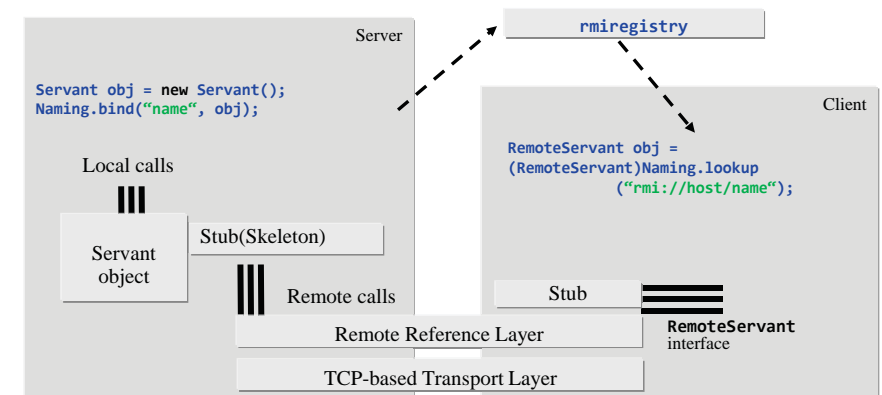 Server
rmiregistry
Servant obj = new Servant();
Naming.bind(“name“, obj);
Client
RemoteServant obj =
(RemoteServant)Naming.lookup
(“rmi://host/name“);
Local calls
Servant
object
Stub(Skeleton)
Remote calls
Stub
RemoteServant
interface
Remote Reference Layer
TCP-based Transport Layer